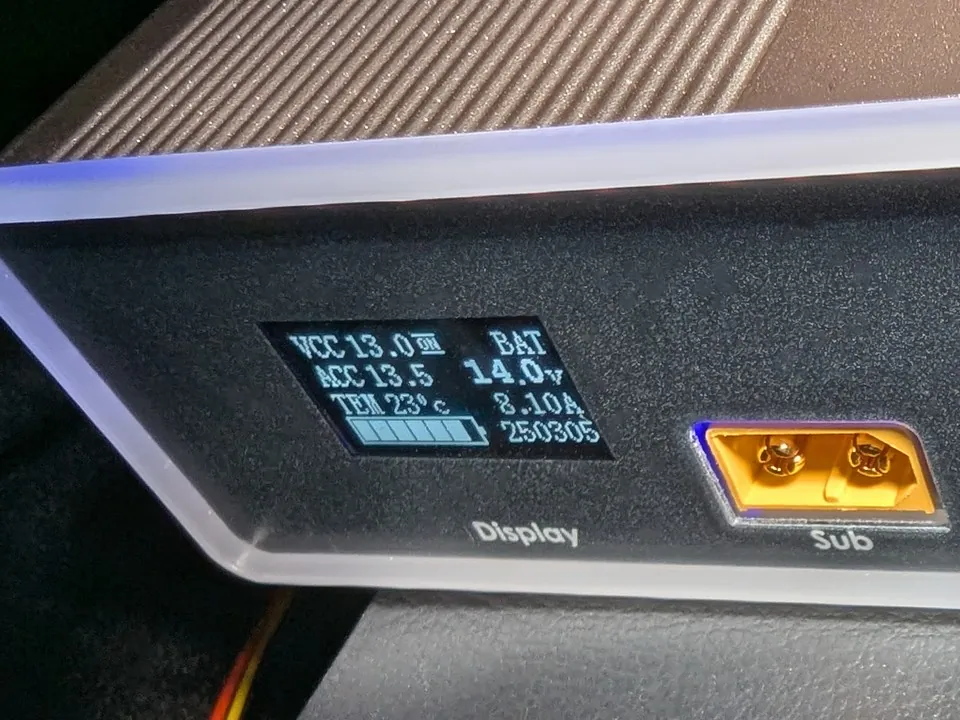 VCC 13.0 ON BAT
ACC 13.5 14.0v
TEM 23°c 8.10A
250305
Display
Sub